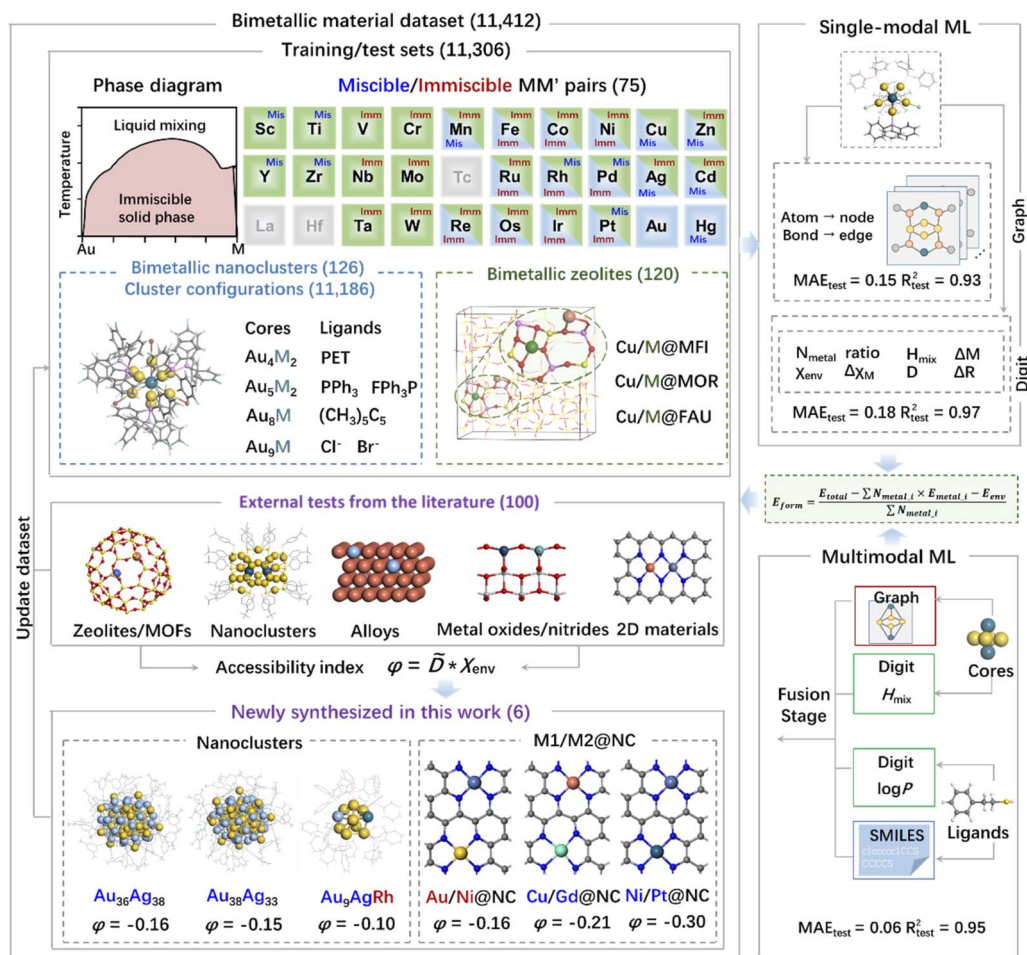 Bimetallic material dataset (11,412)
Training/test sets (11,306)
Phase diagram
Miscible/Immiscible MM' pairs (75)
Temperature
Liquid mixing
Immiscible
solid phase
Au M
Mis Mis Imm Imm Imm Imm Imm Imm Mis Imm
Sc Ti V Cr Mn Fe Co Ni Cu Zn
Mis Imm Imm Imm Mis Mis
Mis Mis Imm Imm Imm Mis Mis Imm Imm
Y Zr Nb Mo Tc Ru Rh Pd Ag Cd
Imm Imm Imm Mis Mis
Imm Imm Imm Imm Imm Mis
La Hf Ta W Re Os Ir Pt Au Hg
Imm Imm Imm Imm Mis
Bimetallic nanoclusters (126)
Cluster configurations (11,186)
Cores Ligands
Au₄M₂ PET
Au₅M₂ PPh₃ FPh₃P
Au₈M (CH₃)₅C₅
Au₉M Cl⁻ Br⁻
Bimetallic zeolites (120)
Cu/M@MFI
Cu/M@MOR
Cu/M@FAU
External tests from the literature (100)
Zeolites/MOFs Nanoclusters Alloys Metal oxides/nitrides 2D materials
Accessibility index φ = D̃ * χenv
Update dataset
Newly synthesized in this work (6)
Nanoclusters
Au₃₆Ag₃₈ Au₃₈Ag₃₃ Au₉AgRh
φ = -0.16 φ = -0.15 φ = -0.10
M1/M2@NC
Au/Ni@NC Cu/Gd@NC Ni/Pt@NC
φ = -0.16 φ = -0.21 φ = -0.30
Single-modal ML
Atom → node
Bond → edge
...
MAEtest = 0.15 R²test = 0.93
Graph
Nmetal ratio Hmix ΔM
χenv ΔχM D ΔR
MAEtest = 0.18 R²test = 0.97
Digit
Eform = (Etotal − ∑ Nmetal_i × Emetal_i − Eenv) / ∑ Nmetal_i
Multimodal ML
Graph
Cores
Digit
Hmix
Fusion
Stage
Digit
logP
Ligands
SMILES
c1ccccc1CCS
CCCCS
MAEtest = 0.06 R²test = 0.95